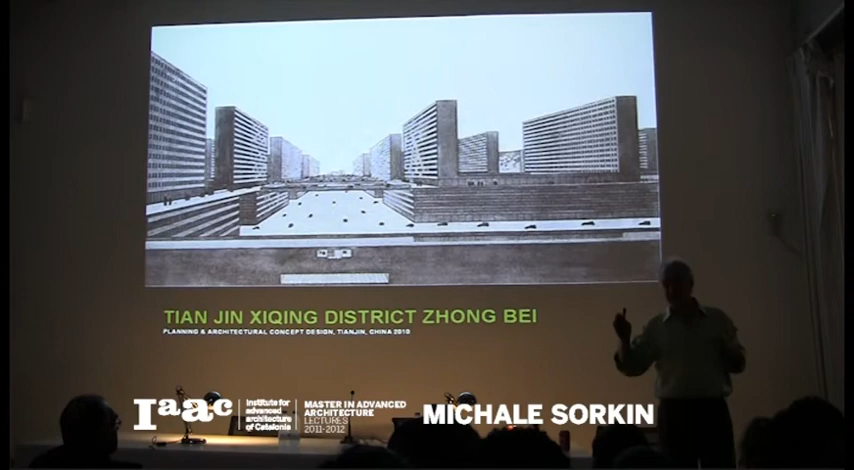 TIAN JIN XIQING DISTRICT ZHONG BEI
PLANNING & ARCHITECTURAL CONCEPT DESIGN, TIANJIN, CHINA 2010
Iaac
Institute for
advanced
architecture
of Catalonia
MASTER IN ADVANCED
ARCHITECTURE
LECTURES
2011-2012
MICHALE SORKIN